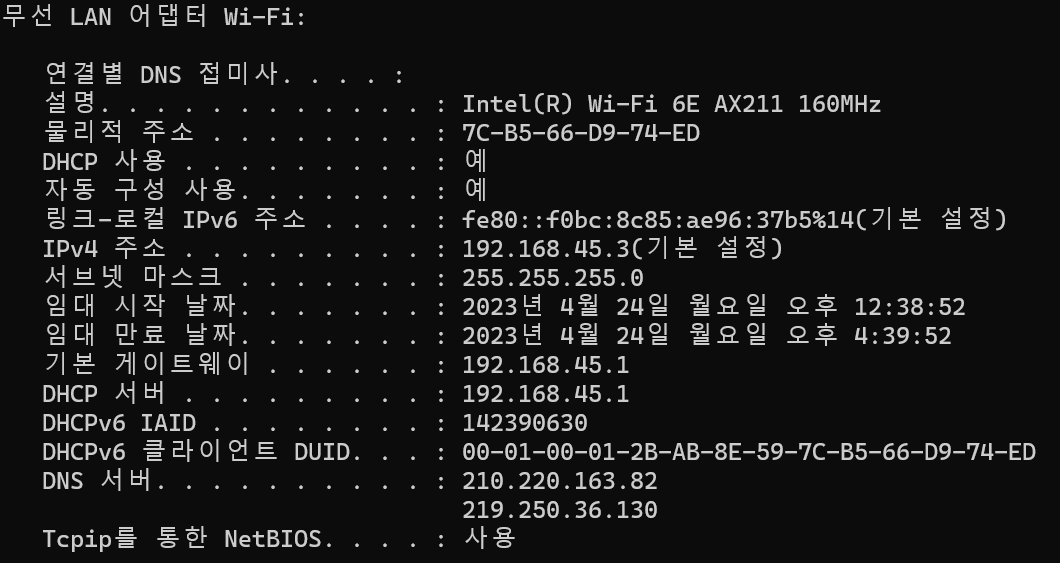 무선 LAN 어댑터 Wi-Fi:
연결별 DNS 접미사. . . . :
설명. . . . . . . . . . . . : Intel(R) Wi-Fi 6E AX211 160MHz
물리적 주소 . . . . . . . . : 7C-B5-66-D9-74-ED
DHCP 사용 . . . . . . . . . . : 예
자동 구성 사용. . . . . . . : 예
링크-로컬 IPv6 주소 . . . . : fe80::f0bc:8c85:ae96:37b5%14(기본 설정)
IPv4 주소 . . . . . . . . . : 192.168.45.3(기본 설정)
서브넷 마스크 . . . . . . . : 255.255.255.0
임대 시작 날짜. . . . . . . : 2023년 4월 24일 월요일 오후 12:38:52
임대 만료 날짜. . . . . . . : 2023년 4월 24일 월요일 오후 4:39:52
기본 게이트웨이 . . . . . . : 192.168.45.1
DHCP 서버 . . . . . . . . . : 192.168.45.1
DHCPv6 IAID . . . . . . . . : 142390630
DHCPv6 클라이언트 DUID. . . : 00-01-00-01-2B-AB-8E-59-7C-B5-66-D9-74-ED
DNS 서버. . . . . . . . . . : 210.220.163.82
219.250.36.130
Tcpip를 통한 NetBIOS. . . . : 사용